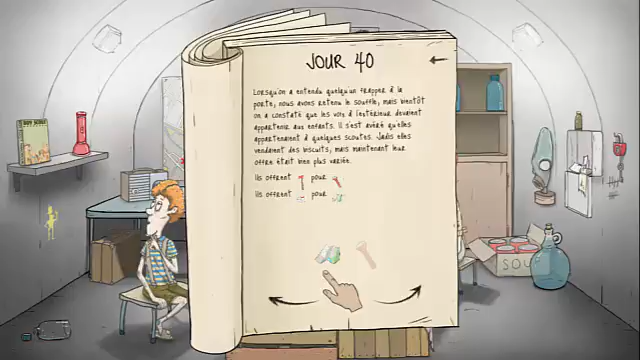 JOUR 40
Lorsqu'on a entendu quelqu'un frapper à la
porte, nous avons retenu le souffle, mais bientôt
on a constaté que les voix à l'extérieur devaient
appartenir aux enfants. Il s'est avéré qu'elles
appartenaient à quelques scoutes. Jadis elles
vendaient des biscuits, mais maintenant leur
offre était bien plus variée.
Ils offrent pour
Ils offrent pour
SOUP